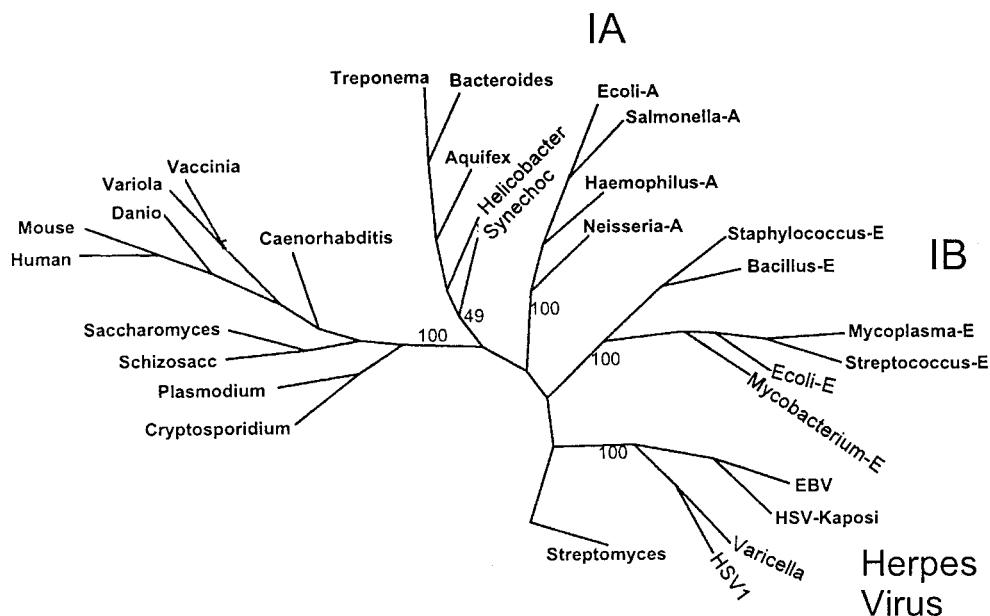 IA
Treponema
Bacteroides
Ecoli-A
Salmonella-A
Aquifex
Helicobacter
Synechoc
Haemophilus-A
Neisseria-A
Vaccinia
Variola
Danio
Mouse
Human
Caenorhabditis
Staphylococcus-E
Bacillus-E
IB
49
100
100
100
Saccharomyces
Schizosacc
Plasmodium
Cryptosporidium
Mycoplasma-E
Streptococcus-E
Ecoli-E
Mycobacterium-E
100
EBV
HSV-Kaposi
Varicella
HSV1
Streptomyces
Herpes
Virus